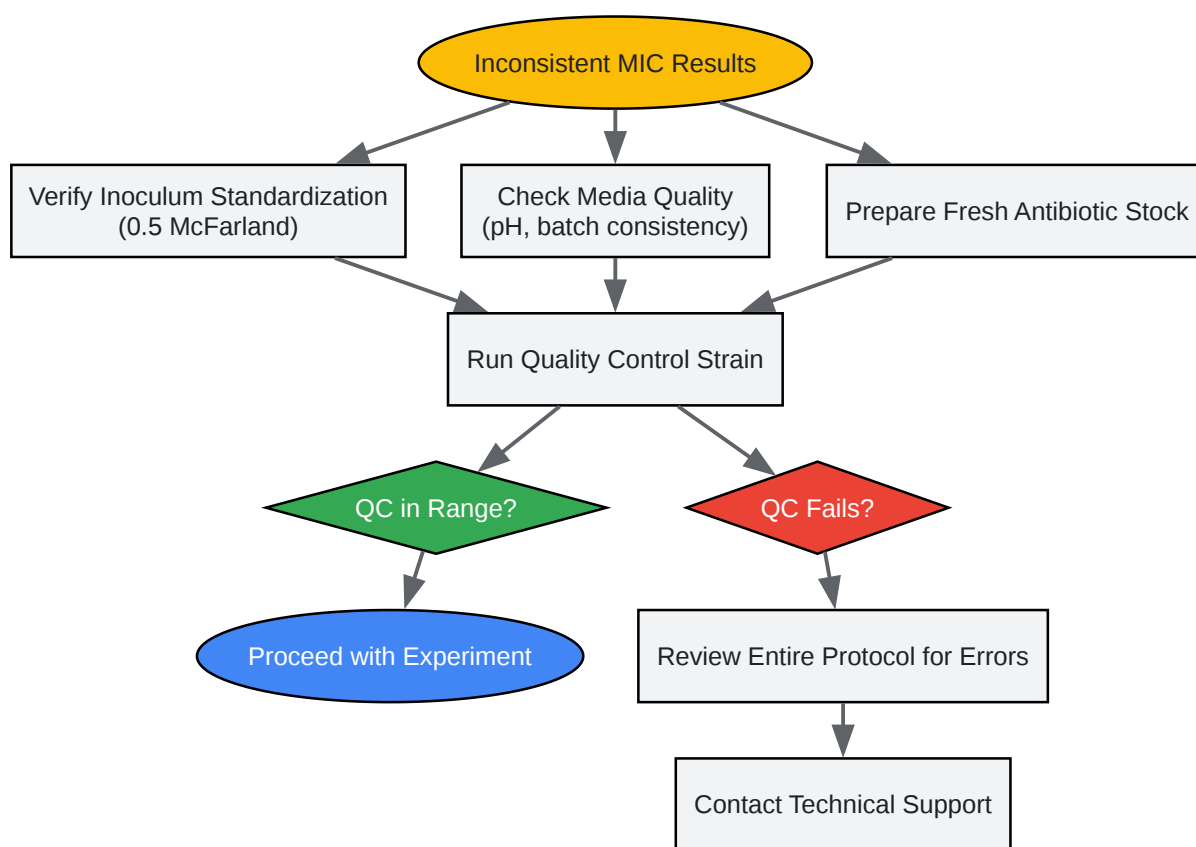 Inconsistent MIC Results
Verify Inoculum Standardization
(0.5 McFarland)
Check Media Quality
(pH, batch consistency)
Prepare Fresh Antibiotic Stock
Run Quality Control Strain
QC in Range?
QC Fails?
Proceed with Experiment
Review Entire Protocol for Errors
Contact Technical Support